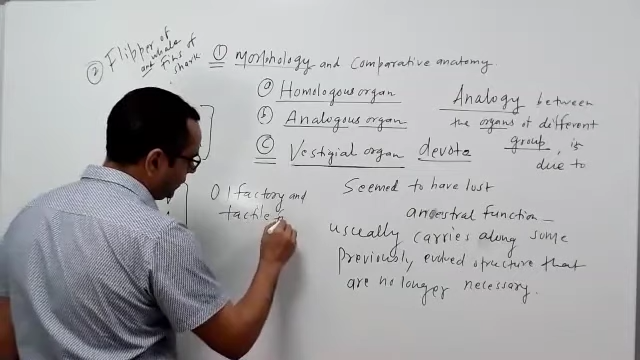 ② Flipper of
and whale
fins of
shark
① Morphology and comparative anatomy.
ⓐ Homologous organ
ⓑ Analogous organ
ⓒ Vestigial organ devote
Analogy between
the organs of different
group, is
due to
Olfactory and
tactile
Seemed to have lost
ancestral function –
usually carries along some
previously evolved structure that
are no longer necessary.